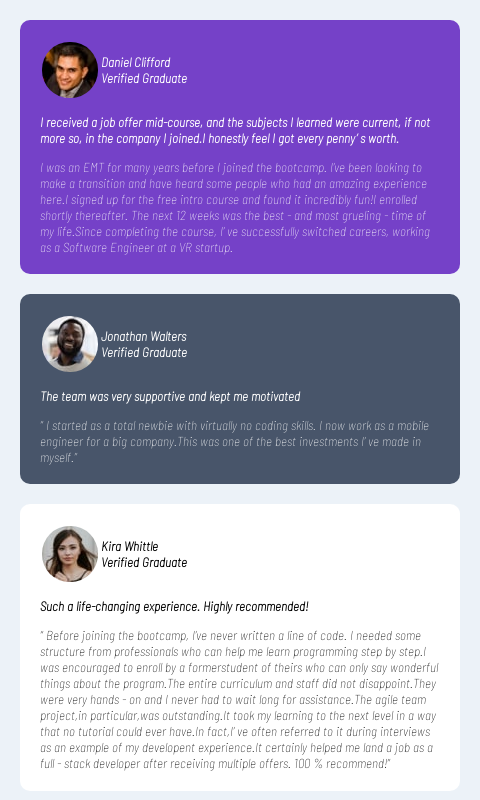 Daniel Clifford
Verified Graduate
I received a job offer mid-course, and the subjects I learned were current, if not
more so, in the company I joined.I honestly feel I got every penny' s worth.
I was an EMT for many years before I joined the bootcamp. I've been looking to
make a transition and have heard some people who had an amazing experience
here.I signed up for the free intro course and found it incredibly fun!I enrolled
shortly thereafter. The next 12 weeks was the best - and most grueling - time of
my life.Since completing the course, I' ve successfully switched careers, working
as a Software Engineer at a VR startup.
Jonathan Walters
Verified Graduate
The team was very supportive and kept me motivated
" I started as a total newbie with virtually no coding skills. I now work as a mobile
engineer for a big company.This was one of the best investments I' ve made in
myself."
Kira Whittle
Verified Graduate
Such a life-changing experience. Highly recommended!
" Before joining the bootcamp, I've never written a line of code. I needed some
structure from professionals who can help me learn programming step by step.I
was encouraged to enroll by a formerstudent of theirs who can only say wonderful
things about the program.The entire curriculum and staff did not disappoint.They
were very hands - on and I never had to wait long for assistance.The agile team
project,in particular,was outstanding.It took my learning to the next level in a way
that no tutorial could ever have.In fact,I' ve often referred to it during interviews
as an example of my developent experience.It certainly helped me land a job as a
full - stack developer after receiving multiple offers. 100 % recommend!"